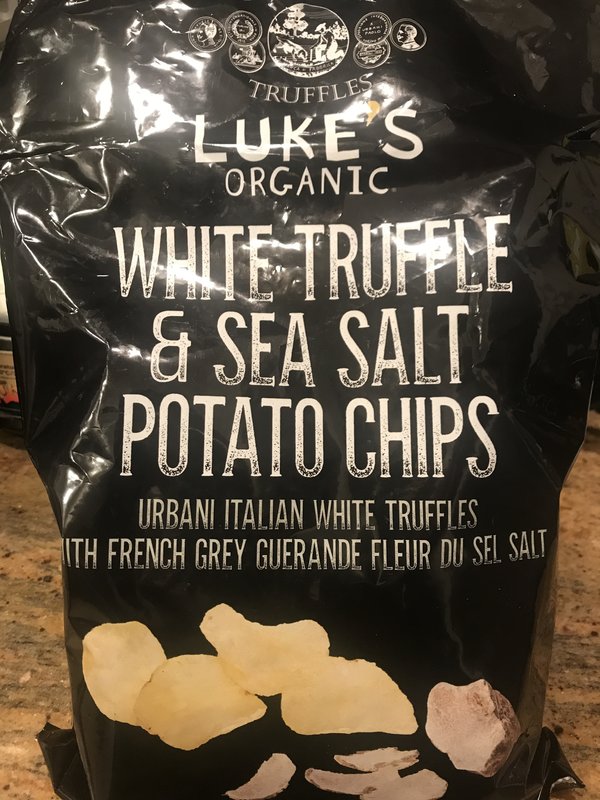 TRUFFLES
LUKE'S
ORGANIC
WHITE TRUFFLE
& SEA SALT
POTATO CHIPS
URBANI ITALIAN WHITE TRUFFLES
ITH FRENCH GREY GUERANDE FLEUR DU SEL SALT